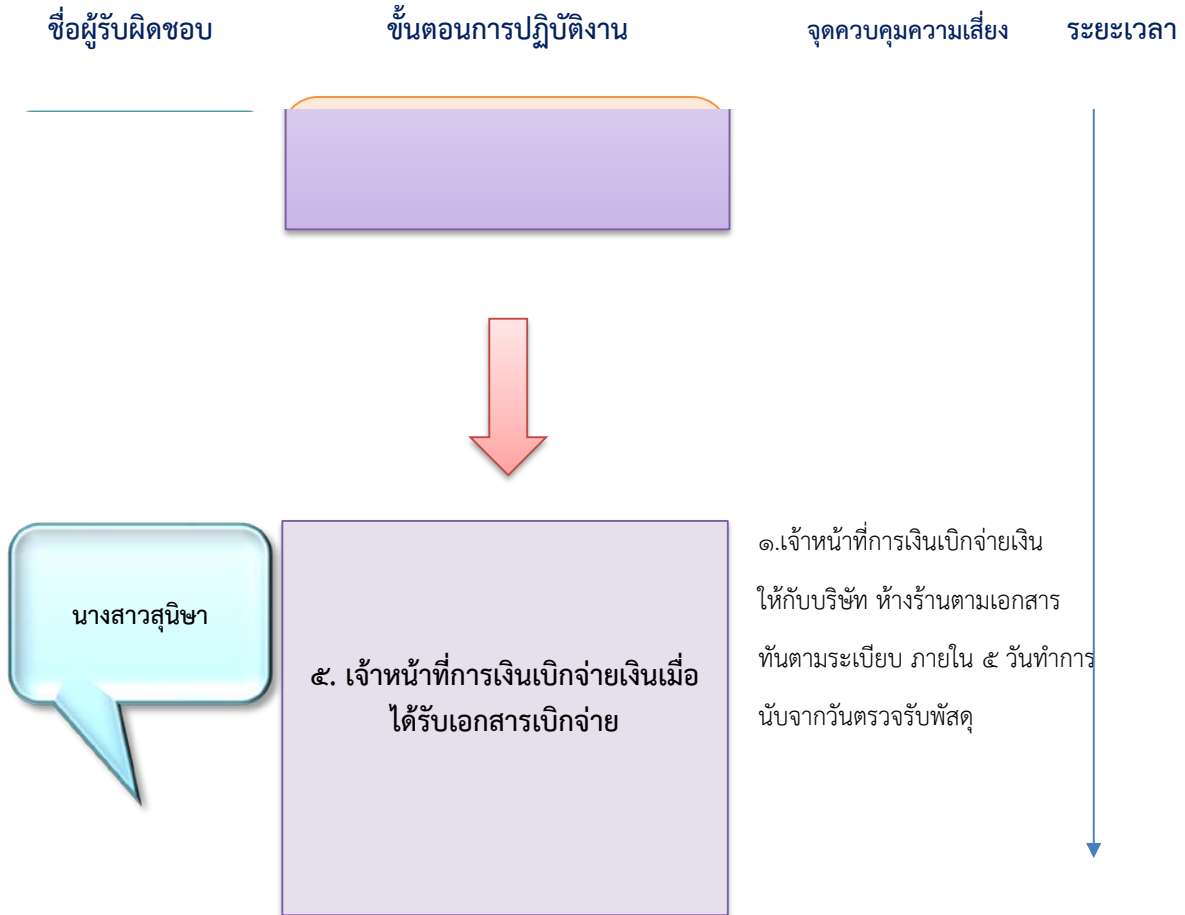 ชื่อผู้รับผิดชอบ ขั้นตอนการปฏิบัติงาน จุดควบคุมความเสี่ยง ระยะเวลา
นางสาวสุนิษา
๕. เจ้าหน้าที่การเงินเบิกจ่ายเงินเมื่อ
ได้รับเอกสารเบิกจ่าย
๑.เจ้าหน้าที่การเงินเบิกจ่ายเงิน
ให้กับบริษัท ห้างร้านตามเอกสาร
ทันตามระเบียบ ภายใน ๕ วันทำการ
นับจากวันตรวจรับพัสดุ